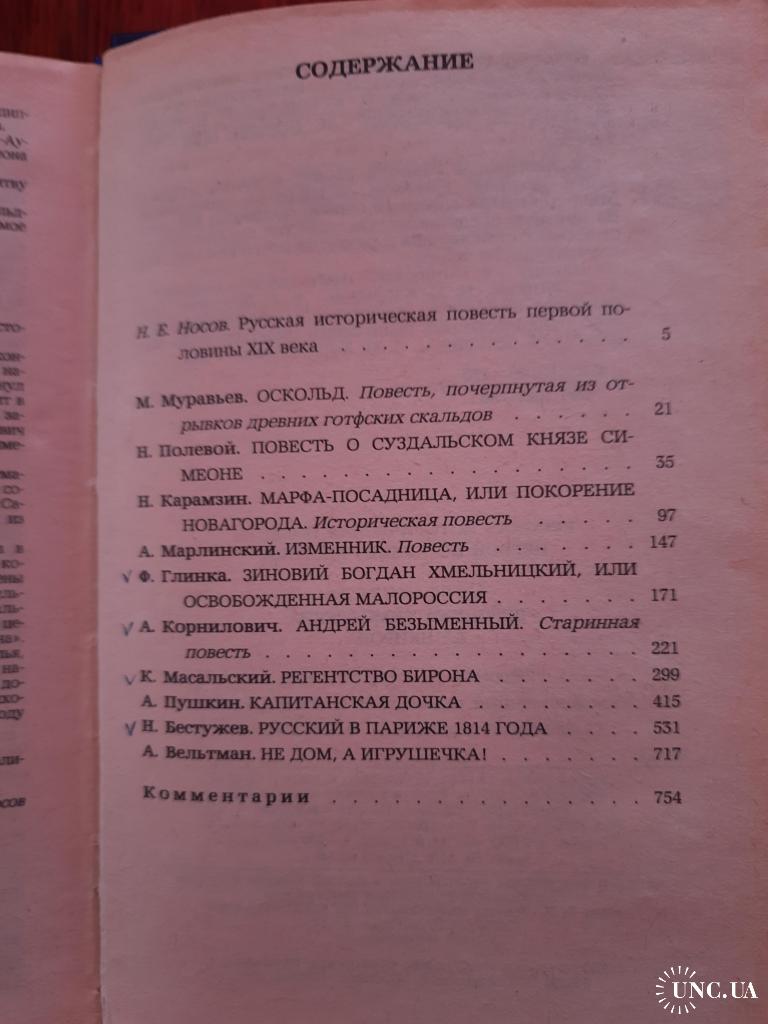 СОДЕРЖАНИЕ
Н. Е. Носов. Русская историческая повесть первой по-
ловины XIX века . . . . . . . . . . . . . . . 5
М. Муравьев. ОСКОЛЬД. Повесть, почерпнутая из от-
рывков древних готфских скальдов . . . . . . 21
Н. Полевой. ПОВЕСТЬ О СУЗДАЛЬСКОМ КНЯЗЕ СИ-
МЕОНЕ . . . . . . . . . . . . . . . . . . 35
Н. Карамзин. МАРФА-ПОСАДНИЦА, ИЛИ ПОКОРЕНИЕ
НОВАГОРОДА. Историческая повесть . . . . . 97
А. Марлинский. ИЗМЕННИК. Повесть . . . . . . . 147
Ф. Глинка. ЗИНОВИЙ БОГДАН ХМЕЛЬНИЦКИЙ, ИЛИ
ОСВОБОЖДЕННАЯ МАЛОРОССИЯ . . . . . . . 171
А. Корнилович. АНДРЕЙ БЕЗЫМЕННЫЙ. Старинная
повесть . . . . . . . . . . . . . . . . . . 221
К. Масальский. РЕГЕНТСТВО БИРОНА . . . . . . . 299
А. Пушкин. КАПИТАНСКАЯ ДОЧКА . . . . . . . . 415
Н. Бестужев. РУССКИЙ В ПАРИЖЕ 1814 ГОДА . . . . 531
А. Вельтман. НЕ ДОМ, А ИГРУШЕЧКА! . . . . . . . 717
Комментарии . . . . . . . . . . . . . . . . 754
UNC.UA